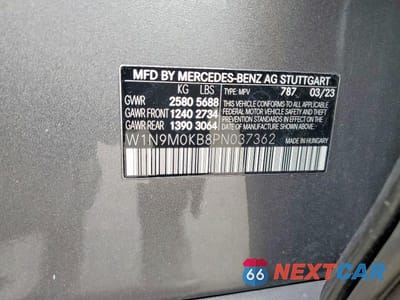 MFD BY MERCEDES-BENZ AG STUTTGART
KG LBS TYPE: MPV 787 03/23
GVWR 2580 5688
GAWR FRONT 1240 2734
GAWR REAR 1390 3064
THIS VEHICLE CONFORMS TO ALL APPLICABLE
FEDERAL MOTOR VEHICLE SAFETY AND
THEFT PREVENTION STANDARDS IN EFFECT
ON THE DATE OF MANUFACTURE SHOWN ABOVE.
W1N9M0KB8PN037362
MADE IN HUNGARY
66 NEXTCAR